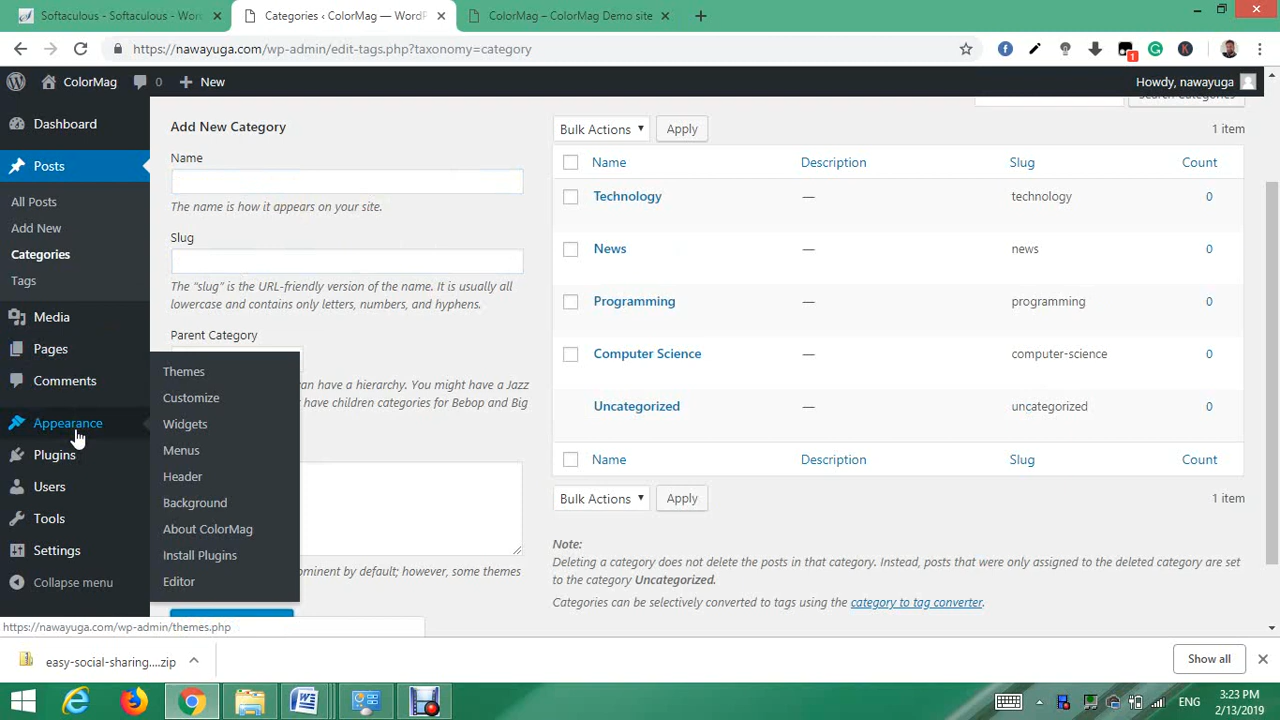 Softaculous - Softaculous - Wor
Categories ‹ ColorMag — WordPr
ColorMag – ColorMag Demo site
https://nawayuga.com/wp-admin/edit-tags.php?taxonomy=category
1
ColorMag
0
New
Howdy, nawayuga
Dashboard
Posts
All Posts
Add New
Categories
Tags
Media
Pages
Comments
Appearance
Plugins
Users
Tools
Settings
Collapse menu
Themes
Customize
Widgets
Menus
Header
Background
About ColorMag
Install Plugins
Editor
Add New Category
Name
The name is how it appears on your site.
Slug
The “slug” is the URL-friendly version of the name. It is usually all
lowercase and contains only letters, numbers, and hyphens.
Parent Category
can have a hierarchy. You might have a Jazz
have children categories for Bebop and Big
ominent by default; however, some themes
Search Categories
Bulk Actions
Apply
1 item
Name Description Slug Count
Technology — technology 0
News — news 0
Programming — programming 0
Computer Science — computer-science 0
Uncategorized — uncategorized 0
Name Description Slug Count
Bulk Actions
Apply
1 item
Note:
Deleting a category does not delete the posts in that category. Instead, posts that were only assigned to the deleted category are set
to the category Uncategorized.
Categories can be selectively converted to tags using the category to tag converter.
https://nawayuga.com/wp-admin/themes.php
easy-social-sharing....zip
Show all
ENG
3:23 PM
2/13/2019